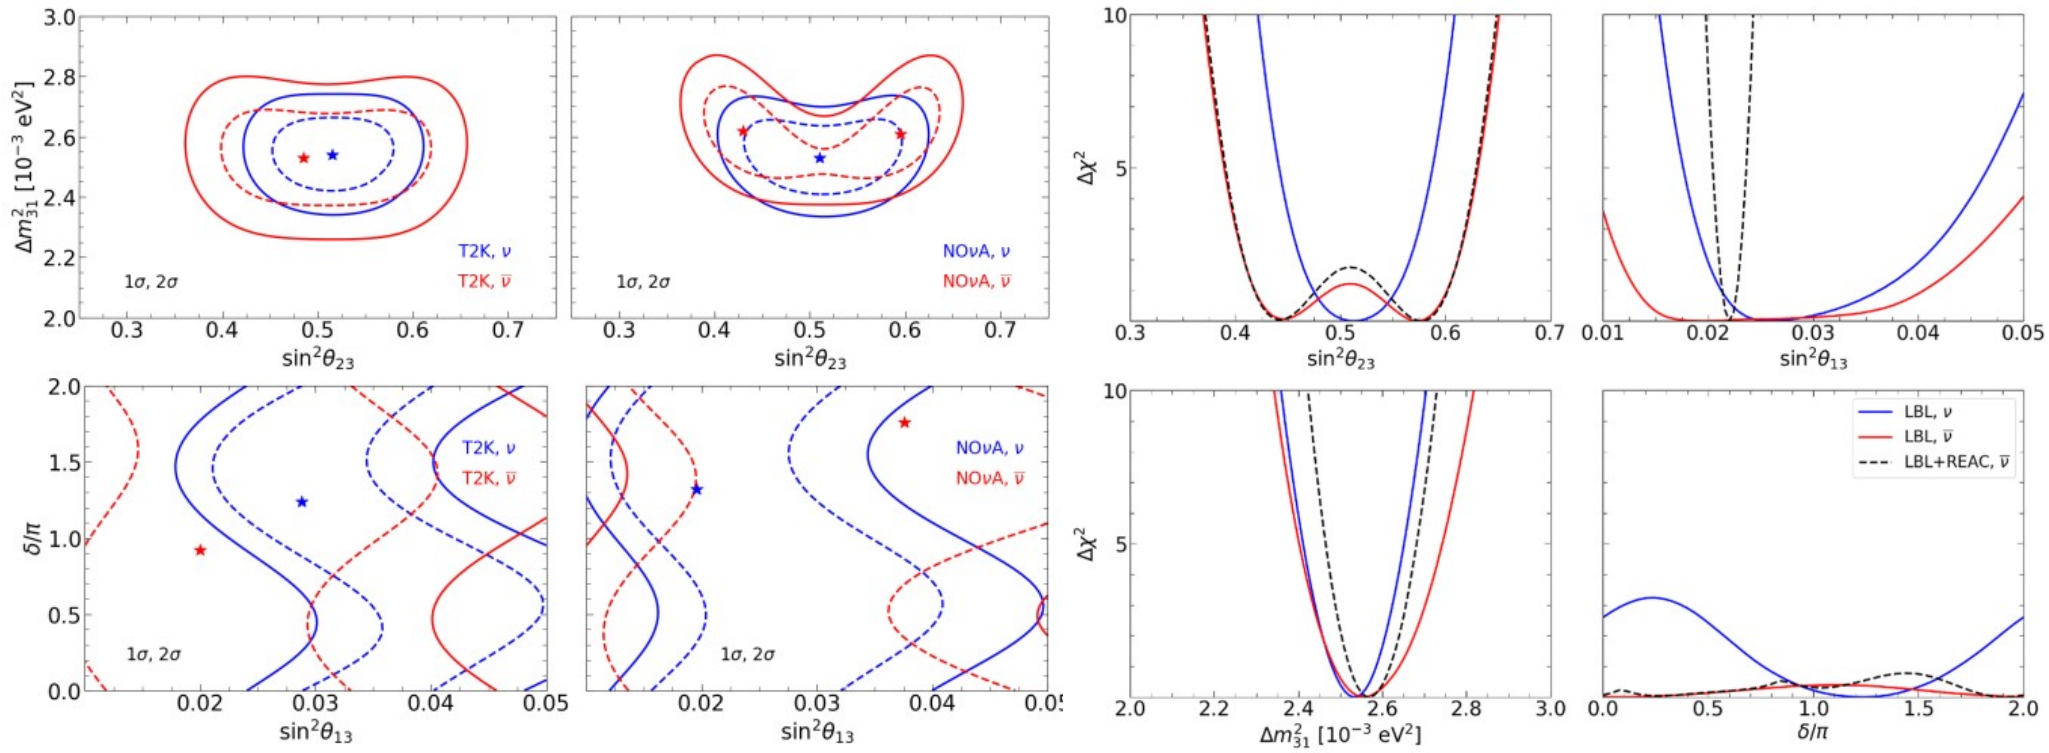 3.0
2.8
2.6
2.4
2.2
2.0
Δm²₃₁ [10⁻³ eV²]
T2K, ν
T2K, ν̅
1σ, 2σ
0.3 0.4 0.5 0.6 0.7
sin²θ₂₃
NOνA, ν
NOνA, ν̅
1σ, 2σ
0.3 0.4 0.5 0.6 0.7
sin²θ₂₃
10
5
Δχ²
0.3 0.4 0.5 0.6 0.7
sin²θ₂₃
0.01 0.02 0.03 0.04 0.05
sin²θ₁₃
2.0
1.5
1.0
0.5
0.0
δ/π
T2K, ν
T2K, ν̅
1σ, 2σ
0.02 0.03 0.04 0.05
sin²θ₁₃
NOνA, ν
NOνA, ν̅
1σ, 2σ
0.02 0.03 0.04 0.05
sin²θ₁₃
10
5
Δχ²
2.0 2.2 2.4 2.6 2.8 3.0
Δm²₃₁ [10⁻³ eV²]
LBL, ν
LBL, ν̅
LBL+REAC, ν̅
0.0 0.5 1.0 1.5 2.0
δ/π